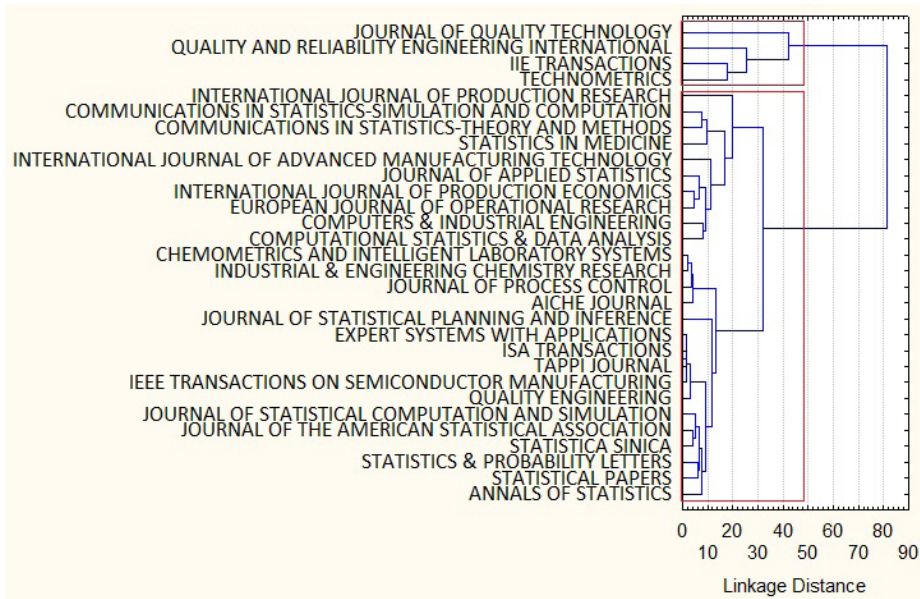 JOURNAL OF QUALITY TECHNOLOGY
QUALITY AND RELIABILITY ENGINEERING INTERNATIONAL
IIE TRANSACTIONS
TECHNOMETRICS
INTERNATIONAL JOURNAL OF PRODUCTION RESEARCH
COMMUNICATIONS IN STATISTICS-SIMULATION AND COMPUTATION
COMMUNICATIONS IN STATISTICS-THEORY AND METHODS
STATISTICS IN MEDICINE
INTERNATIONAL JOURNAL OF ADVANCED MANUFACTURING TECHNOLOGY
JOURNAL OF APPLIED STATISTICS
INTERNATIONAL JOURNAL OF PRODUCTION ECONOMICS
EUROPEAN JOURNAL OF OPERATIONAL RESEARCH
COMPUTERS & INDUSTRIAL ENGINEERING
COMPUTATIONAL STATISTICS & DATA ANALYSIS
CHEMOMETRICS AND INTELLIGENT LABORATORY SYSTEMS
INDUSTRIAL & ENGINEERING CHEMISTRY RESEARCH
JOURNAL OF PROCESS CONTROL
AICHE JOURNAL
JOURNAL OF STATISTICAL PLANNING AND INFERENCE
EXPERT SYSTEMS WITH APPLICATIONS
ISA TRANSACTIONS
TAPPI JOURNAL
IEEE TRANSACTIONS ON SEMICONDUCTOR MANUFACTURING
QUALITY ENGINEERING
JOURNAL OF STATISTICAL COMPUTATION AND SIMULATION
JOURNAL OF THE AMERICAN STATISTICAL ASSOCIATION
STATISTICA SINICA
STATISTICS & PROBABILITY LETTERS
STATISTICAL PAPERS
ANNALS OF STATISTICS
0 20 40 60 80
10 30 50 70 90
Linkage Distance